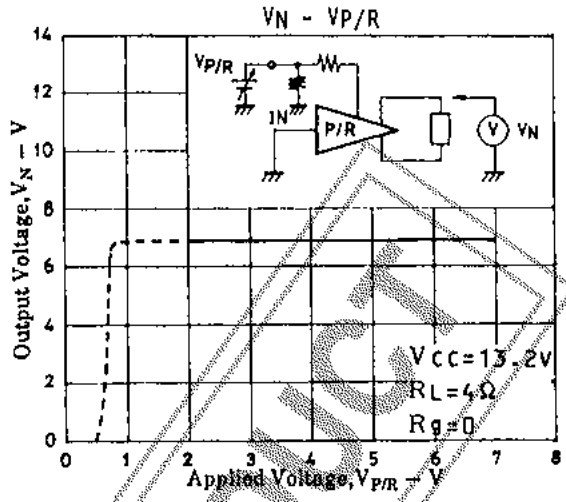 VN - VP/R
14
12
10
8
6
4
2
0
Output Voltage, VN – V
VP/R
IN
P/R
V
VN
VCC=13.2V
RL=4Ω
Rg=0
0 1 2 3 4 5 6 7 8
Applied Voltage, VP/R – V